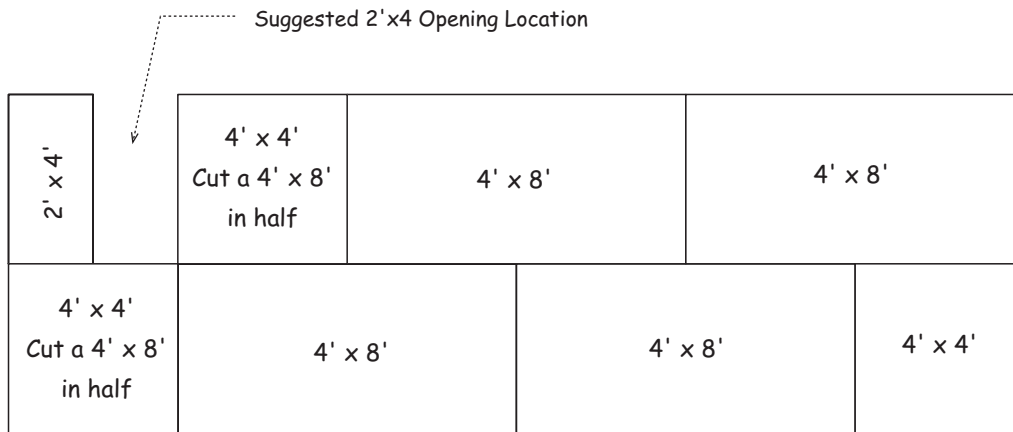 Suggested 2'x4 Opening Location
2' x 4'
4' x 4'
Cut a 4' x 8'
in half
4' x 8'
4' x 8'
4' x 4'
Cut a 4' x 8'
in half
4' x 8'
4' x 8'
4' x 4'